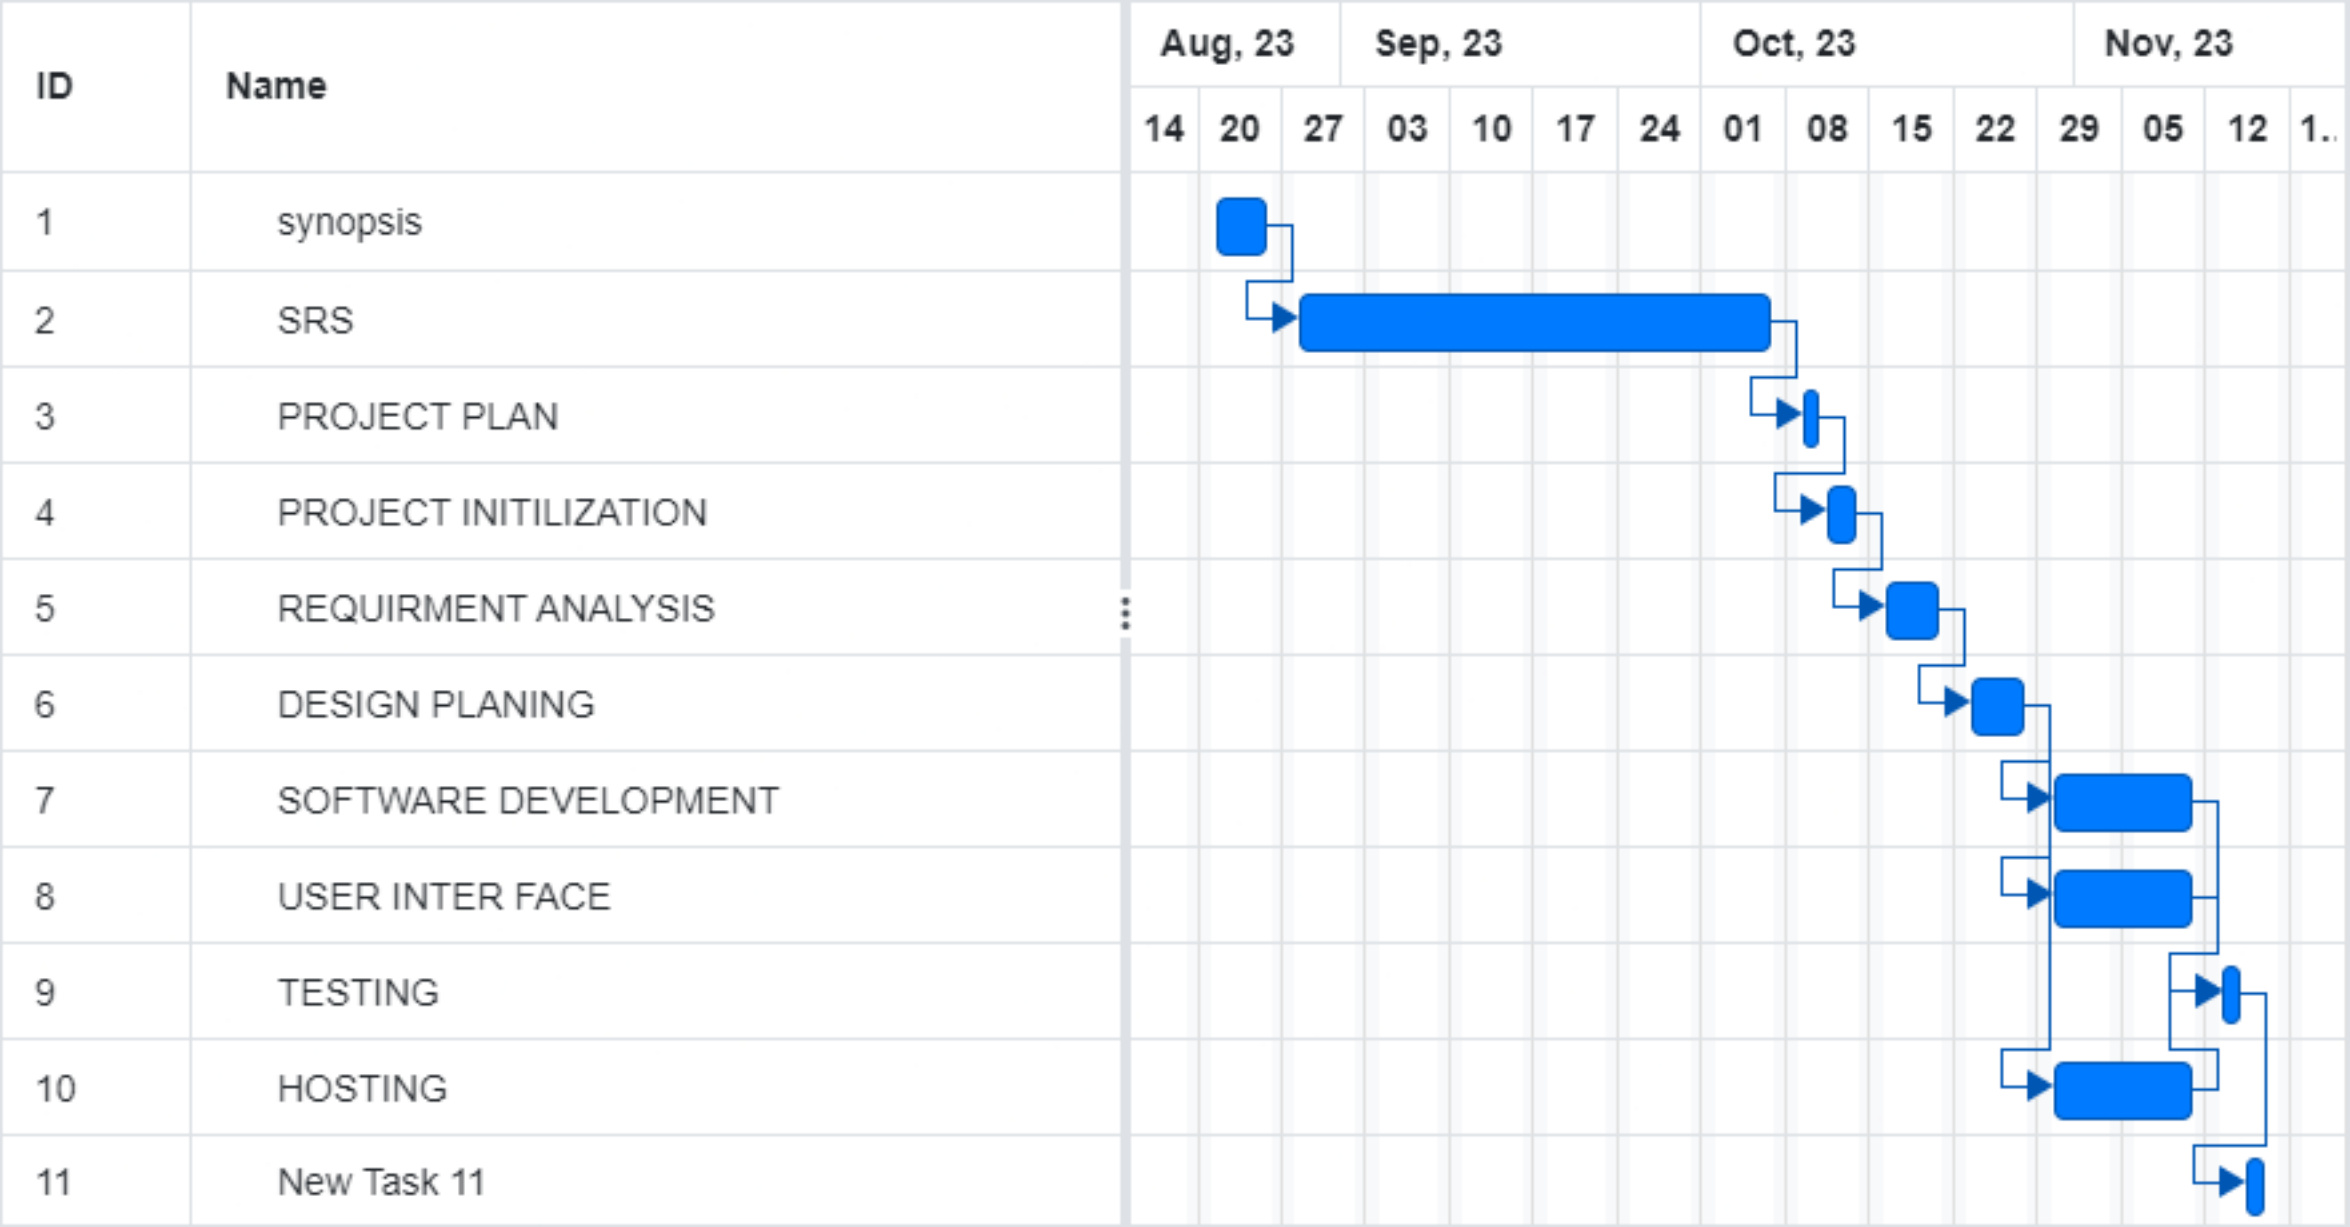 ID Name Aug, 23 Sep, 23 Oct, 23 Nov, 23
14 20 27 03 10 17 24 01 08 15 22 29 05 12 1..
1 synopsis
2 SRS
3 PROJECT PLAN
4 PROJECT INITILIZATION
5 REQUIRMENT ANALYSIS
6 DESIGN PLANING
7 SOFTWARE DEVELOPMENT
8 USER INTER FACE
9 TESTING
10 HOSTING
11 New Task 11